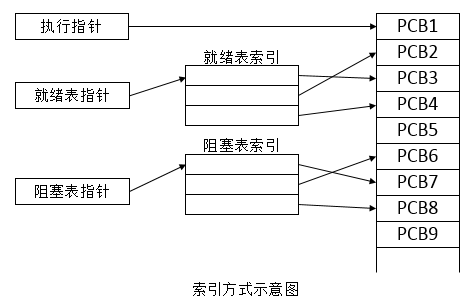 执行指针
PCB1
PCB2
就绪表索引
PCB3
就绪表指针
PCB4
PCB5
阻塞表索引
PCB6
PCB7
阻塞表指针
PCB8
PCB9
索引方式示意图